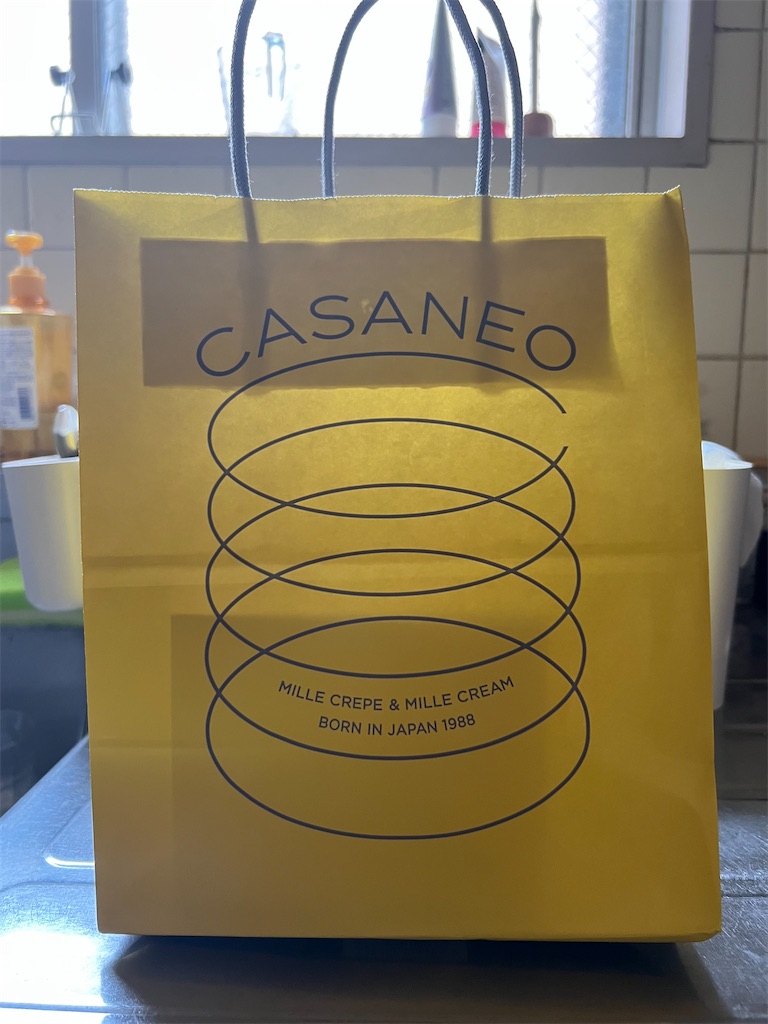 CASANEO
MILLE CREPE & MILLE CREAM
BORN IN JAPAN 1988